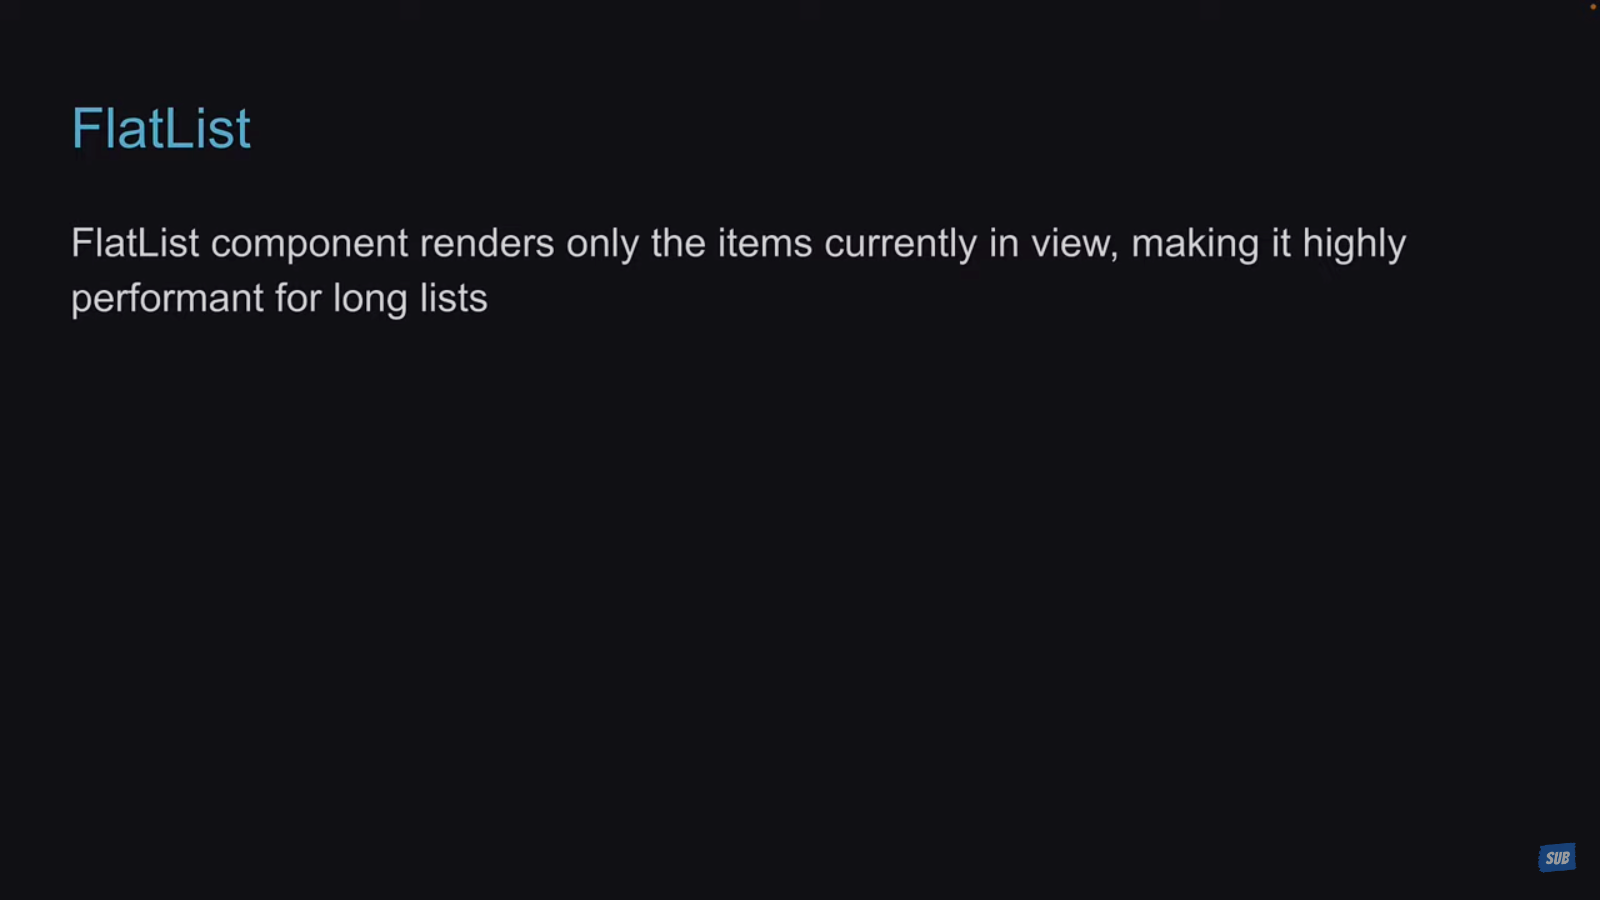 FlatList
FlatList component renders only the items currently in view, making it highly
performant for long lists
SUB